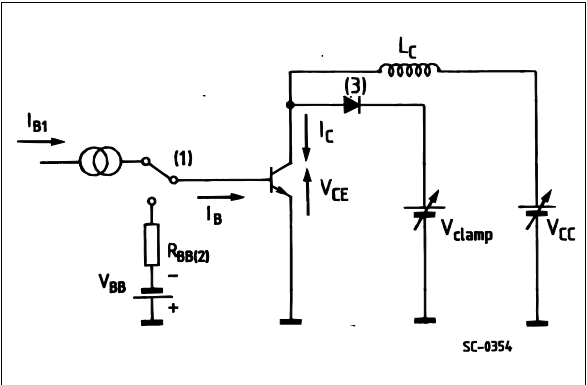 L_C
(3)
I_B1
(1)
I_C
V_CE
I_B
V_clamp
V_CC
R_BB(2)
V_BB
−
+
SC-0354